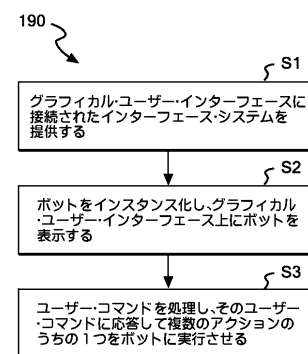 190
S1
グラフィカル・ユーザー・インターフェースに
接続されたインターフェース・システムを
提供する
S2
ボットをインスタンス化し、グラフィカル
・ユーザー・インターフェース上にボットを
表示する
S3
ユーザー・コマンドを処理し、そのユーザー
・コマンドに応答して複数のアクションの
うちの1つをボットに実行させる